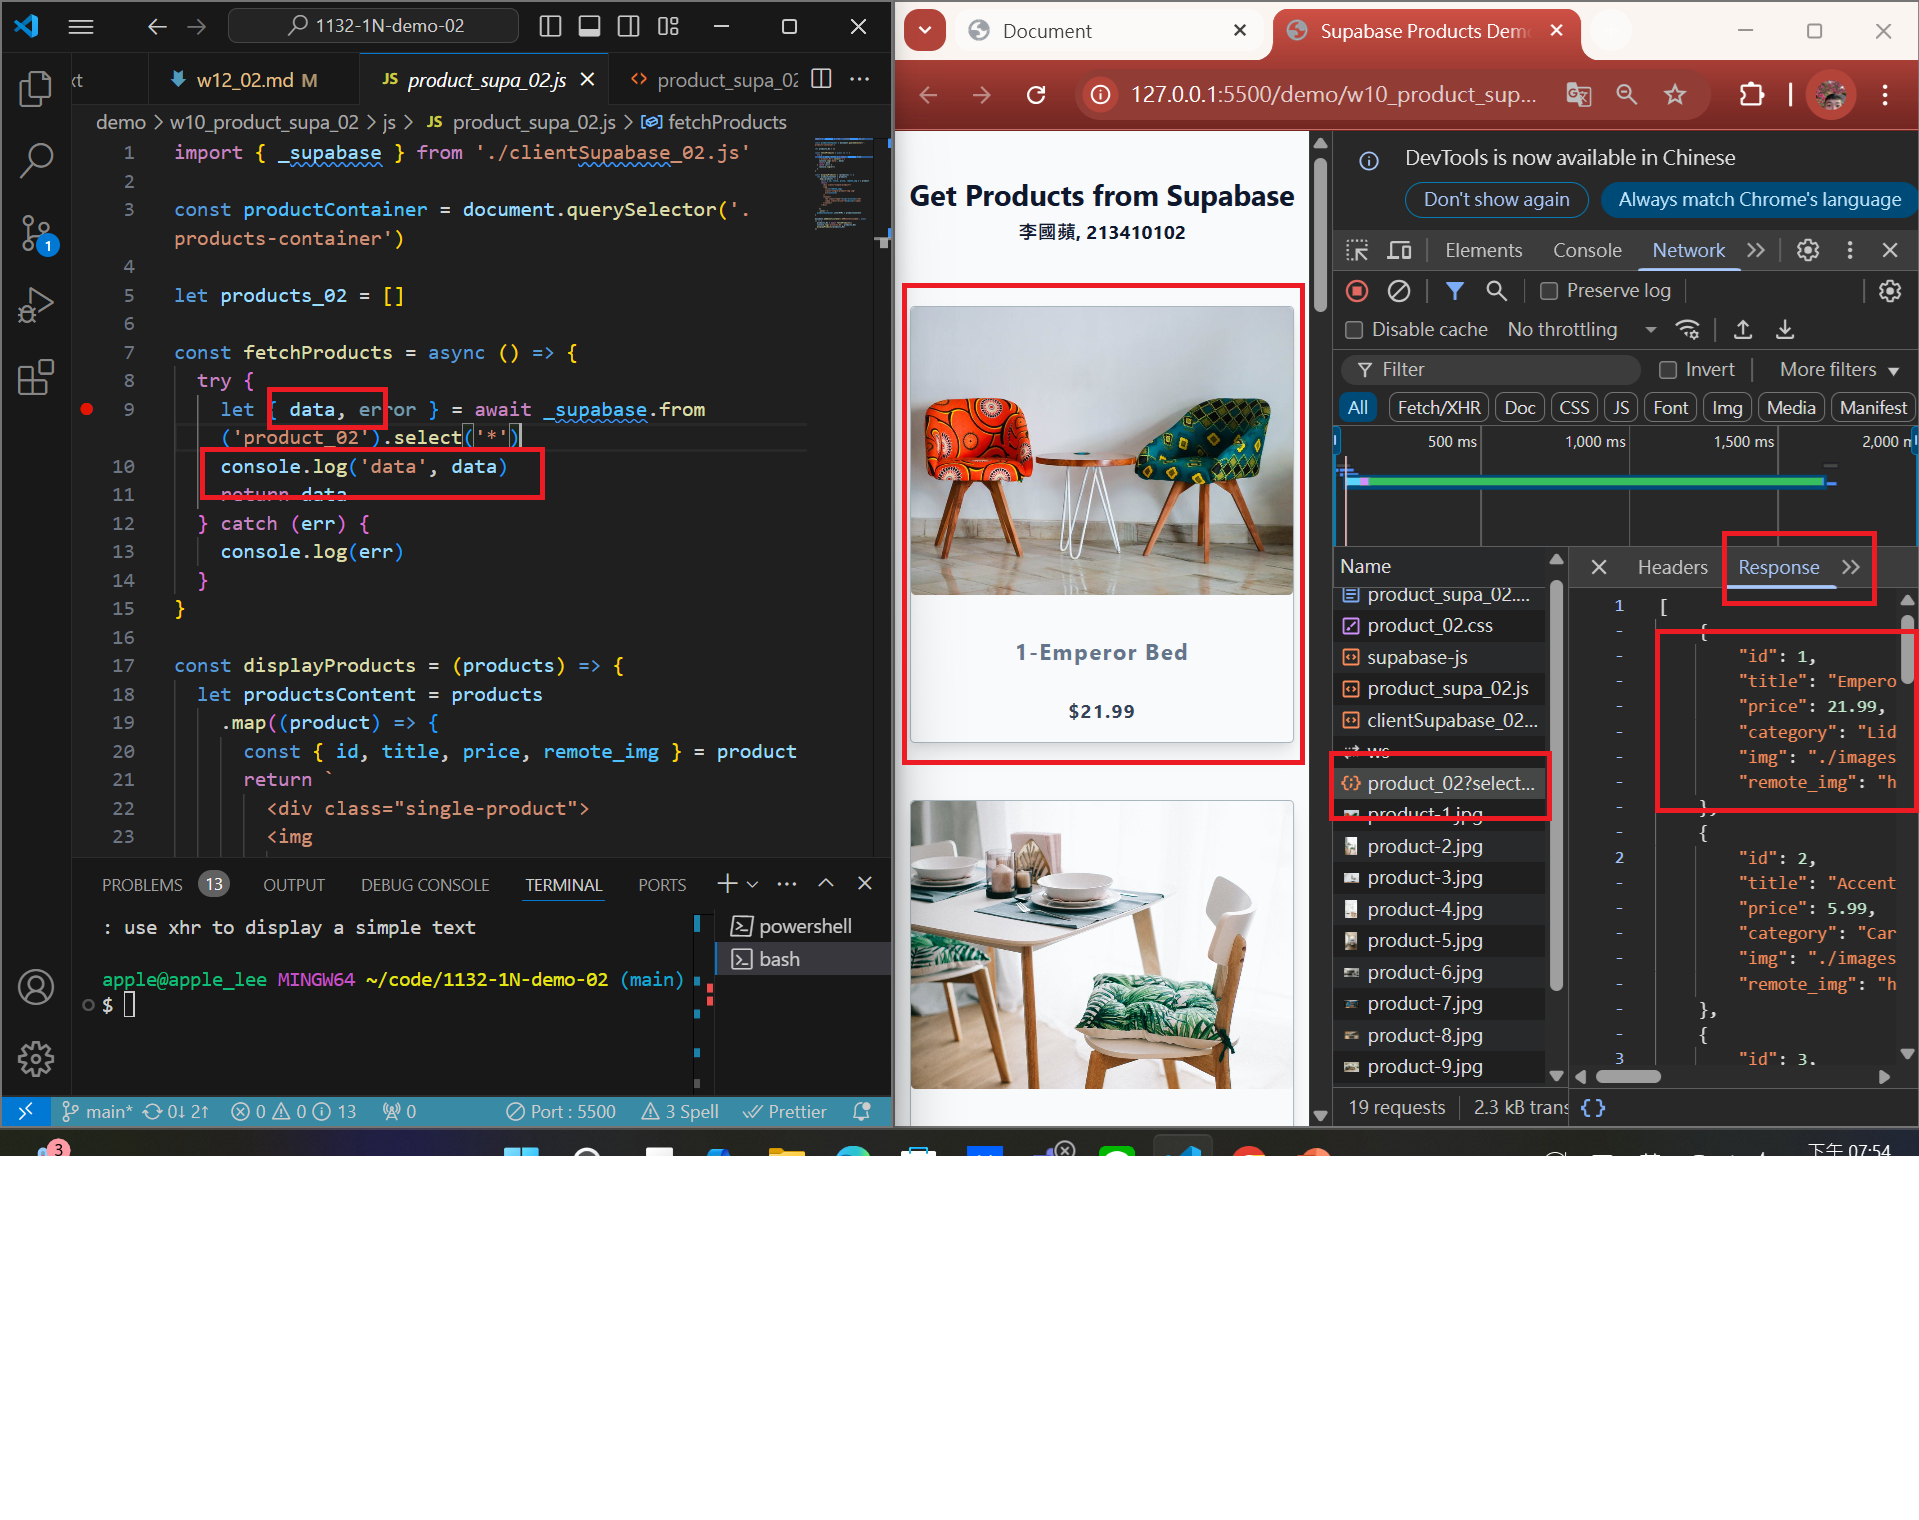 1132-1N-demo-02
xt
w12_02.md M
JS product_supa_02.js
product_supa_02
demo > w10_product_supa_02 > js > JS product_supa_02.js > fetchProducts
1 import { _supabase } from './clientSupabase_02.js'
2
3 const productContainer = document.querySelector('.
products-container')
4
5 let products_02 = []
6
7 const fetchProducts = async () => {
8 try {
9 let { data, error } = await _supabase.from
('product_02').select('*')
10 console.log('data', data)
11 return data
12 } catch (err) {
13 console.log(err)
14 }
15 }
16
17 const displayProducts = (products) => {
18 let productsContent = products
19 .map((product) => {
20 const { id, title, price, remote_img } = product
21 return `
22 <div class="single-product">
23 <img
1
PROBLEMS 13 OUTPUT DEBUG CONSOLE TERMINAL PORTS
: use xhr to display a simple text
apple@apple_lee MINGW64 ~/code/1132-1N-demo-02 (main)
$
powershell
bash
main* 0↓ 2↑ 0 0 13 0 Port : 5500 3 Spell Prettier
3
Document
Supabase Products Dem
127.0.0.1:5500/demo/w10_product_sup...
Get Products from Supabase
李國蘋, 213410102
1-Emperor Bed
$21.99
DevTools is now available in Chinese
Don't show again
Always match Chrome's language
Elements Console Network
Preserve log
Disable cache No throttling
Filter
Invert More filters
All Fetch/XHR Doc CSS JS Font Img Media Manifest
500 ms 1,000 ms 1,500 ms 2,000 m
Name
product_supa_02....
product_02.css
supabase-js
product_supa_02.js
clientSupabase_02...
ws
product_02?select...
product-1.jpg
product-2.jpg
product-3.jpg
product-4.jpg
product-5.jpg
product-6.jpg
product-7.jpg
product-8.jpg
product-9.jpg
19 requests 2.3 kB trans
Headers Response
1 [
- {
- "id": 1,
- "title": "Empero
- "price": 21.99,
- "category": "Lid
- "img": "./images
- "remote_img": "h
- },
- {
2 "id": 2,
- "title": "Accent
- "price": 5.99,
- "category": "Car
- "img": "./images
- "remote_img": "h
- },
- {
3 "id": 3,
{ }
下午 07:54